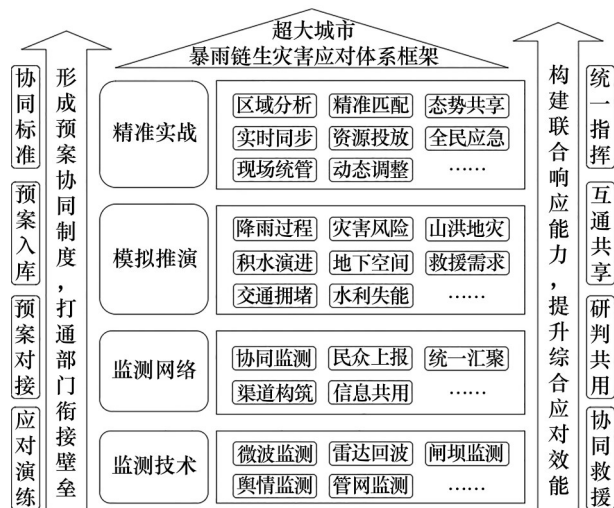 超大城市
暴雨链生灾害应对体系框架
协同标准
预案入库
预案对接
应对演练
形成预案协同制度,打通部门衔接壁垒
精准实战
区域分析 精准匹配 态势共享
实时同步 资源投放 全民应急
现场统管 动态调整 ……
模拟推演
降雨过程 灾害风险 山洪地灾
积水演进 地下空间 救援需求
交通拥堵 水利失能 ……
监测网络
协同监测 民众上报 统一汇聚
渠道构筑 信息共用 ……
监测技术
微波监测 雷达回波 闸坝监测
舆情监测 管网监测 ……
构建联合响应能力,提升综合应对效能
统一指挥
互通共享
研判共用
协同救援